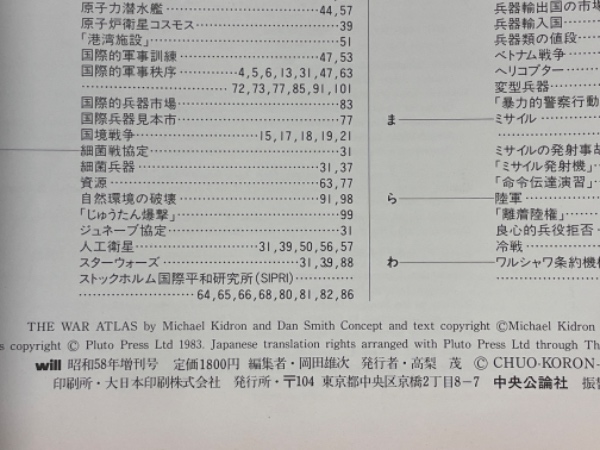 原子力潜水艦 44,57
原子炉衛星コスモス 39
「港湾施設」 51
国際的軍事訓練 47,53
国際的軍事秩序 4,5,6,13,31,47,63
72,73,77,85,91,101
国際的兵器市場 83
国際兵器見本市 77
国境戦争 15,17,18,19,21
細菌戦協定 31
細菌兵器 31,37
資源 63,77
自然環境の破壊 91,98
「じゅうたん爆撃」 99
ジュネーブ協定 31
人工衛星 31,39,50,56,57
スターウォーズ 31,39,88
ストックホルム国際平和研究所(SIPRI)
64,65,66,68,80,81,82,86
兵器輸出国の市場
兵器輸入国
兵器類の値段
ベトナム戦争
ヘリコプター
変型兵器
「暴力的警察行動
ま ミサイル
ミサイルの発射事故
「ミサイル発射機」
「命令伝達演習」
ら 陸軍
「離着陸権」
良心的兵役拒否
冷戦
わ ワルシャワ条約機構
THE WAR ATLAS by Michael Kidron and Dan Smith Concept and text copyright ©Michael Kidron
s copyright © Pluto Press Ltd 1983. Japanese translation rights arranged with Pluto Press Ltd through Th
will 昭和58年増刊号 定価1800円 編集者・岡田雄次 発行者・高梨 茂 © CHUO-KORON-
印刷所・大日本印刷株式会社 発行所・〒104 東京都中央区京橋2丁目8-7 中央公論社 振替